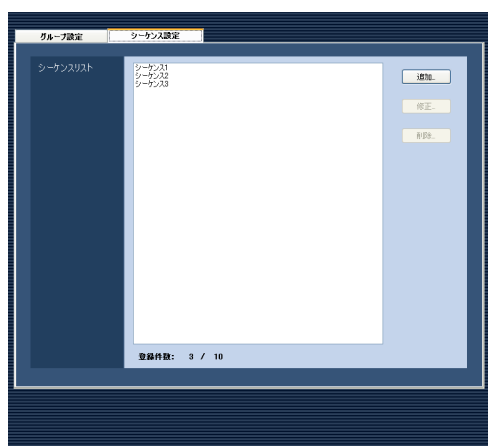 グループ設定
シーケンス設定
シーケンスリスト
シーケンス1
シーケンス2
シーケンス3
追加...
修正...
削除...
登録件数: 3 / 10